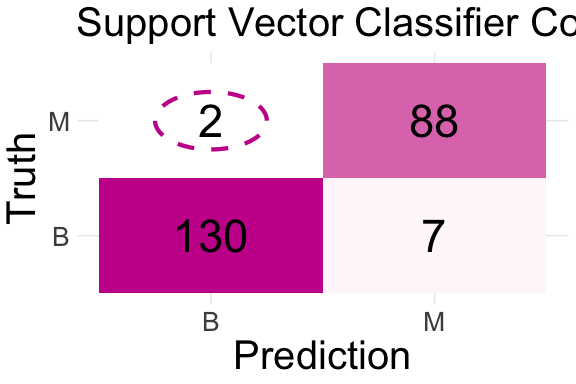 Support Vector Classifier Co
M 2 88
Truth
B 130 7
B M
Prediction